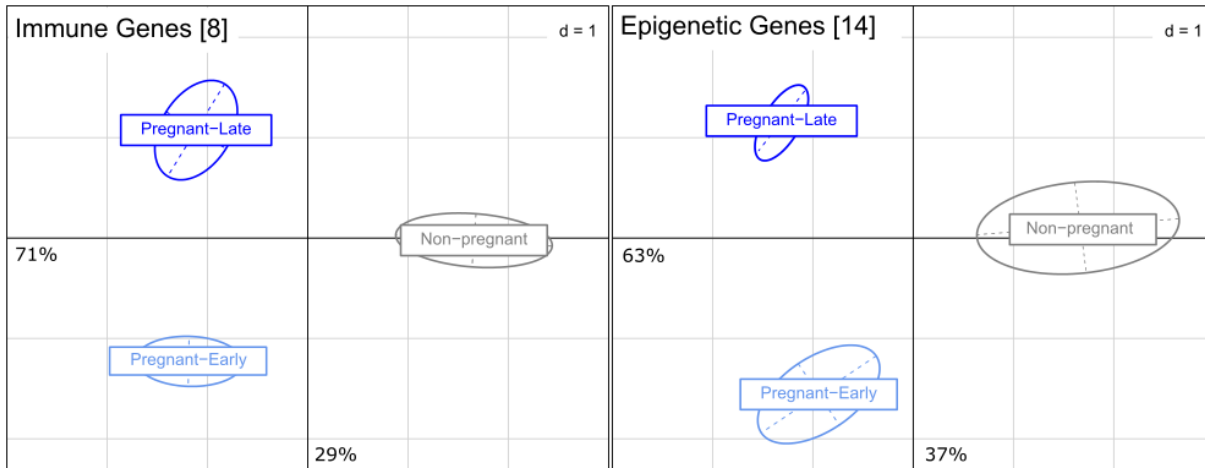 Immune Genes [8]
d = 1
Pregnant−Late
Non−pregnant
71%
Pregnant−Early
29%
Epigenetic Genes [14]
d = 1
Pregnant−Late
Non−pregnant
63%
Pregnant−Early
37%